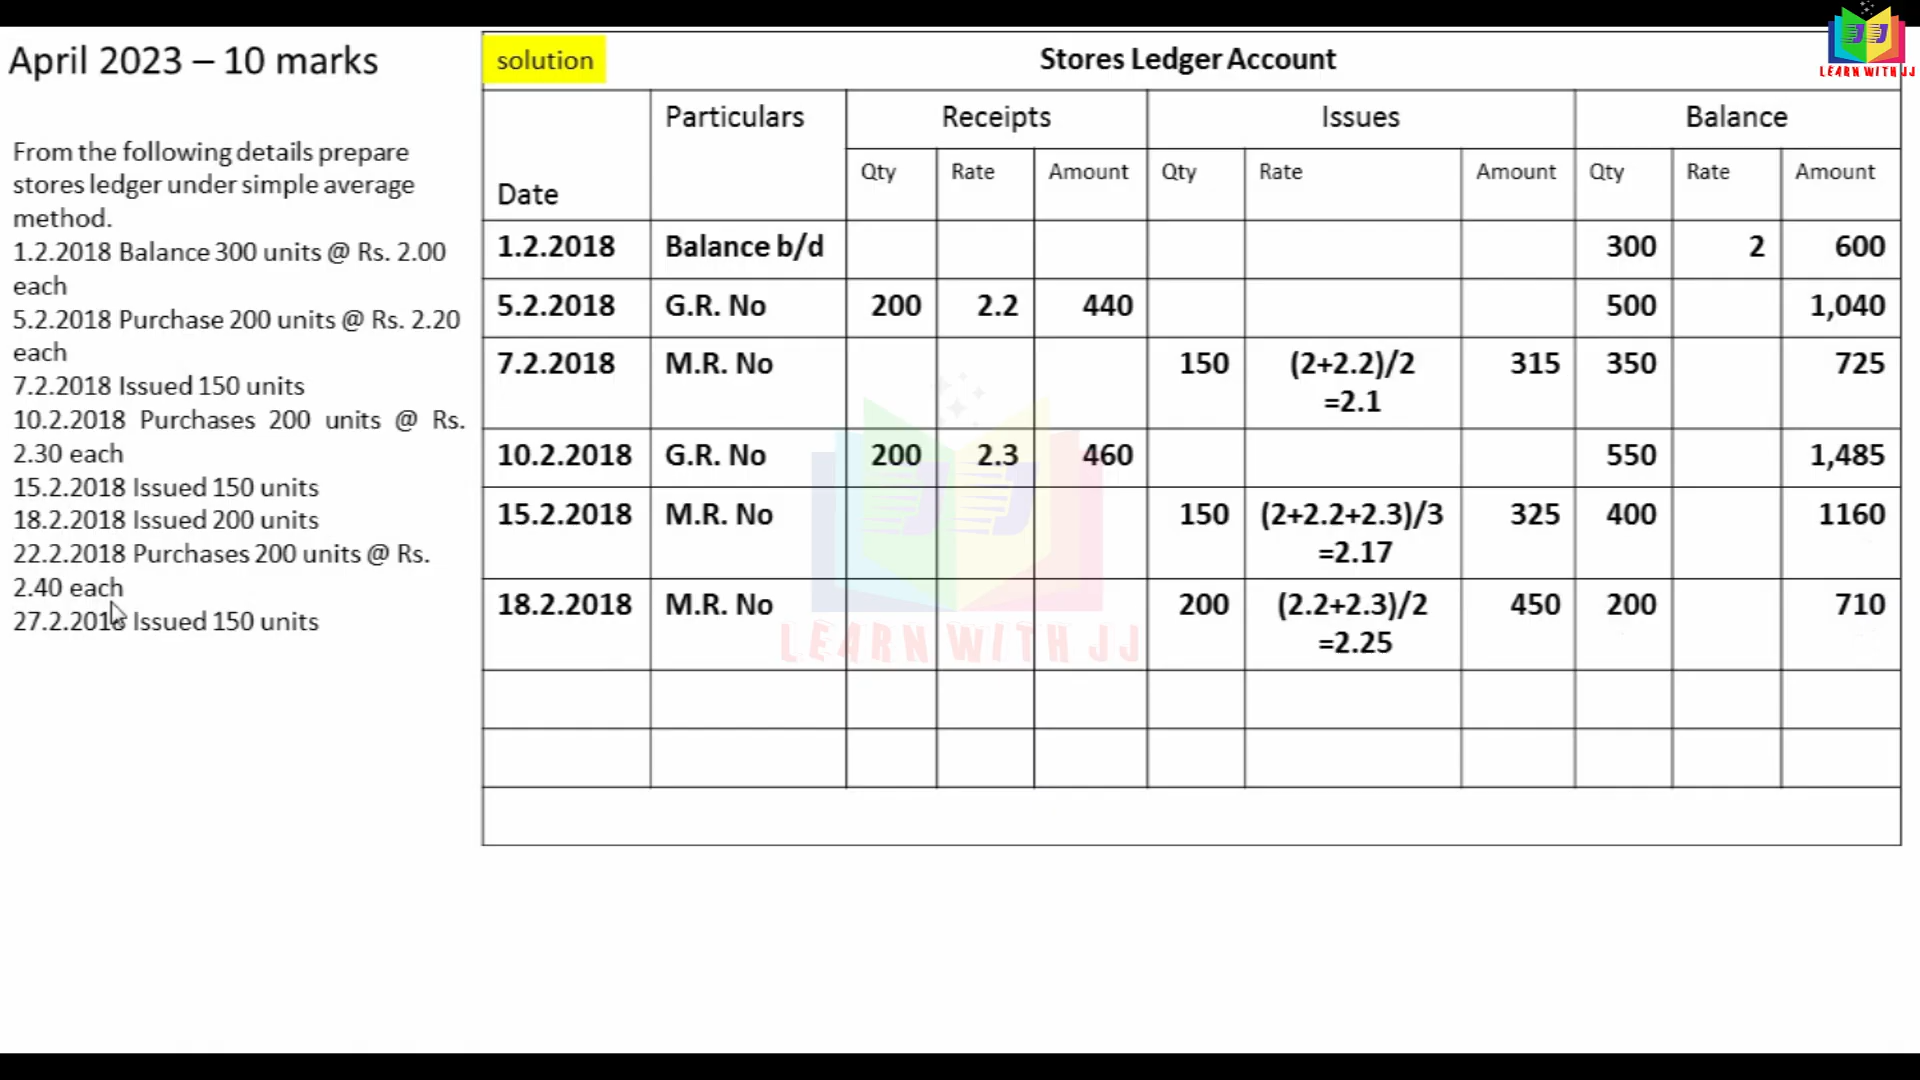 April 2023 – 10 marks
From the following details prepare
stores ledger under simple average
method.
1.2.2018 Balance 300 units @ Rs. 2.00
each
5.2.2018 Purchase 200 units @ Rs. 2.20
each
7.2.2018 Issued 150 units
10.2.2018 Purchases 200 units @ Rs.
2.30 each
15.2.2018 Issued 150 units
18.2.2018 Issued 200 units
22.2.2018 Purchases 200 units @ Rs.
2.40 each
27.2.2018 Issued 150 units
solution
Stores Ledger Account
Date Particulars Receipts Issues Balance
Qty Rate Amount Qty Rate Amount Qty Rate Amount
1.2.2018 Balance b/d 300 2 600
5.2.2018 G.R. No 200 2.2 440 500 1,040
7.2.2018 M.R. No 150 (2+2.2)/2 315 350 725
=2.1
10.2.2018 G.R. No 200 2.3 460 550 1,485
15.2.2018 M.R. No 150 (2+2.2+2.3)/3 325 400 1160
=2.17
18.2.2018 M.R. No 200 (2.2+2.3)/2 450 200 710
=2.25
JJ
LEARN WITH JJ
JJ
LEARN WITH JJ